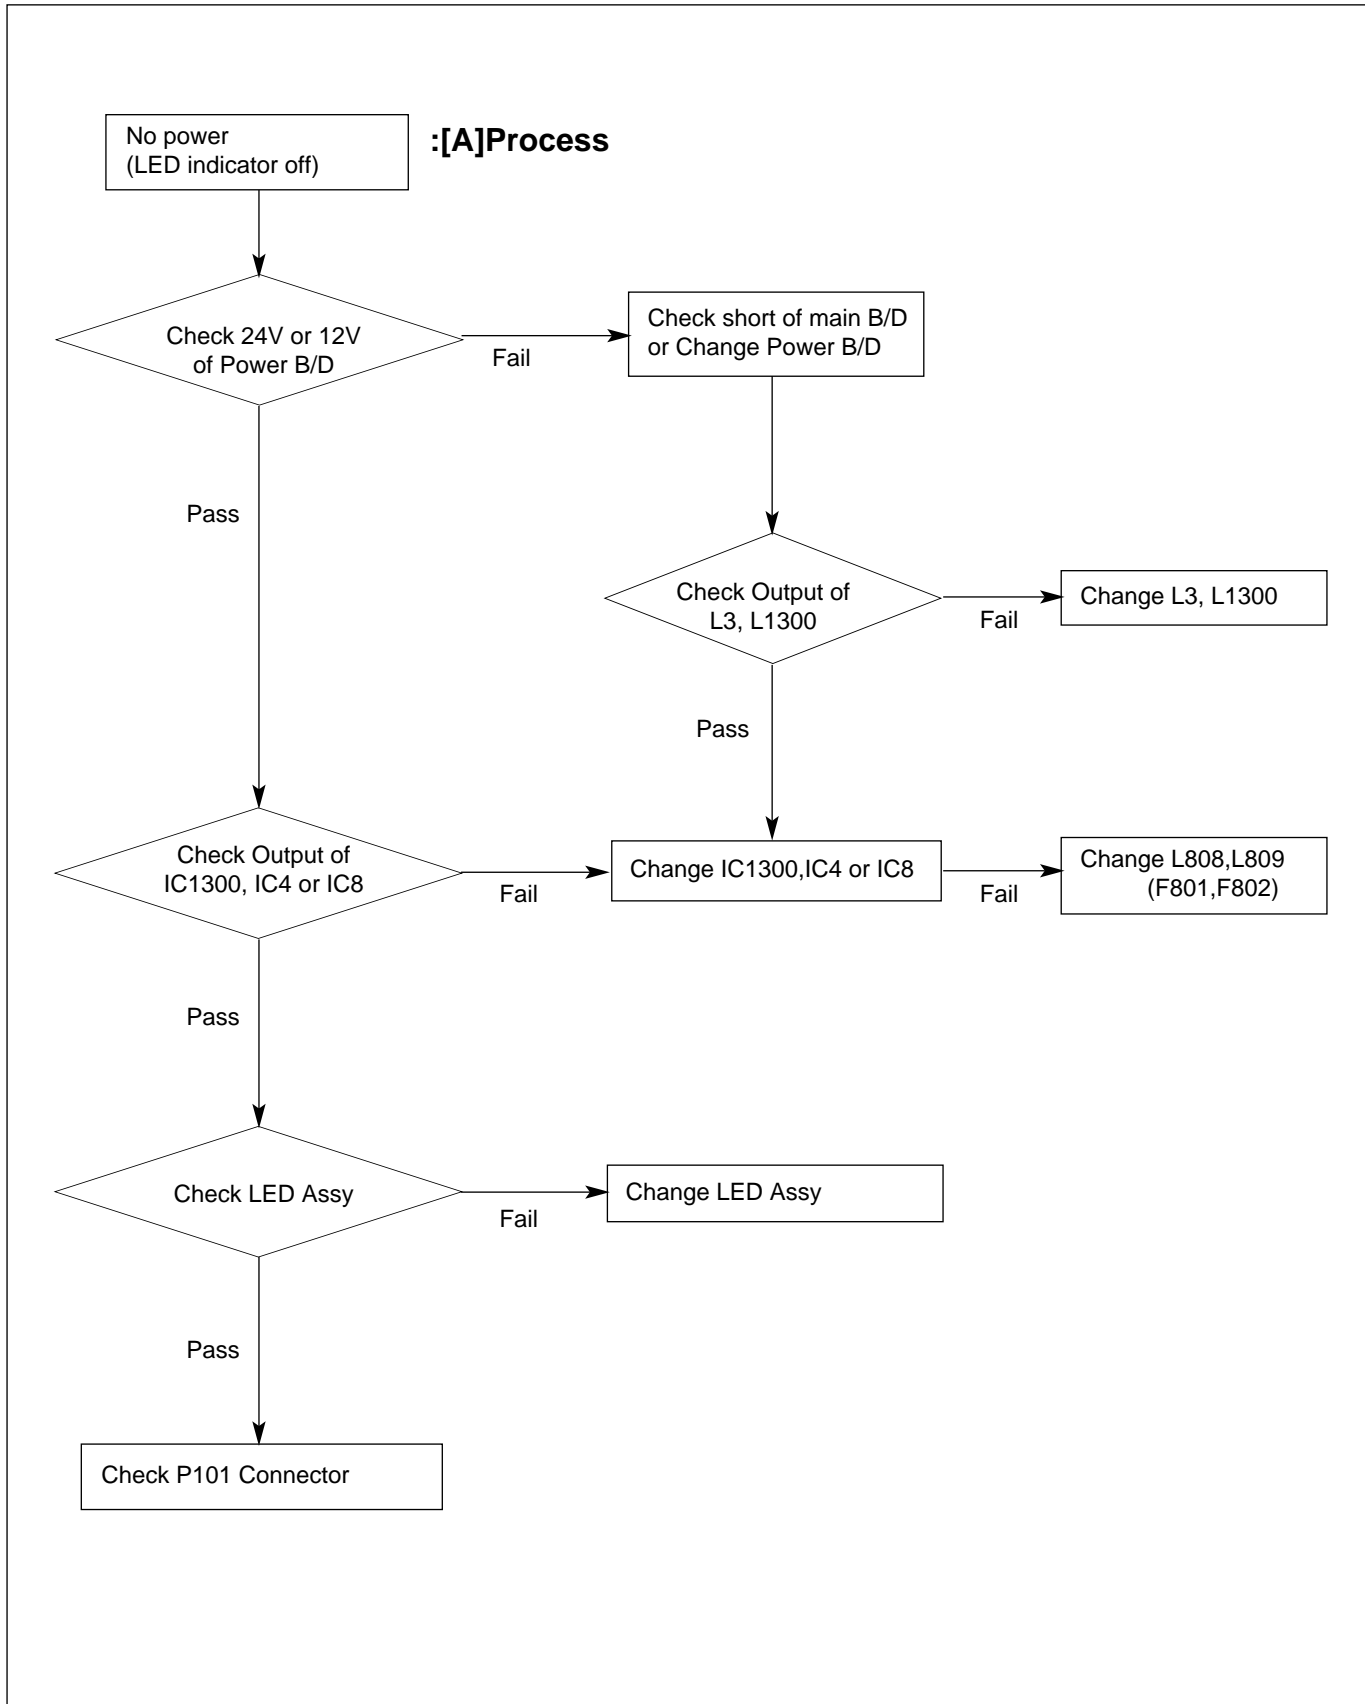 No power
(LED indicator off)
:[A]Process
Check 24V or 12V
of Power B/D
Fail
Check short of main B/D
or Change Power B/D
Pass
Check Output of
L3, L1300
Fail
Change L3, L1300
Pass
Check Output of
IC1300, IC4 or IC8
Fail
Change IC1300,IC4 or IC8
Fail
Change L808,L809
(F801,F802)
Pass
Check LED Assy
Fail
Change LED Assy
Pass
Check P101 Connector